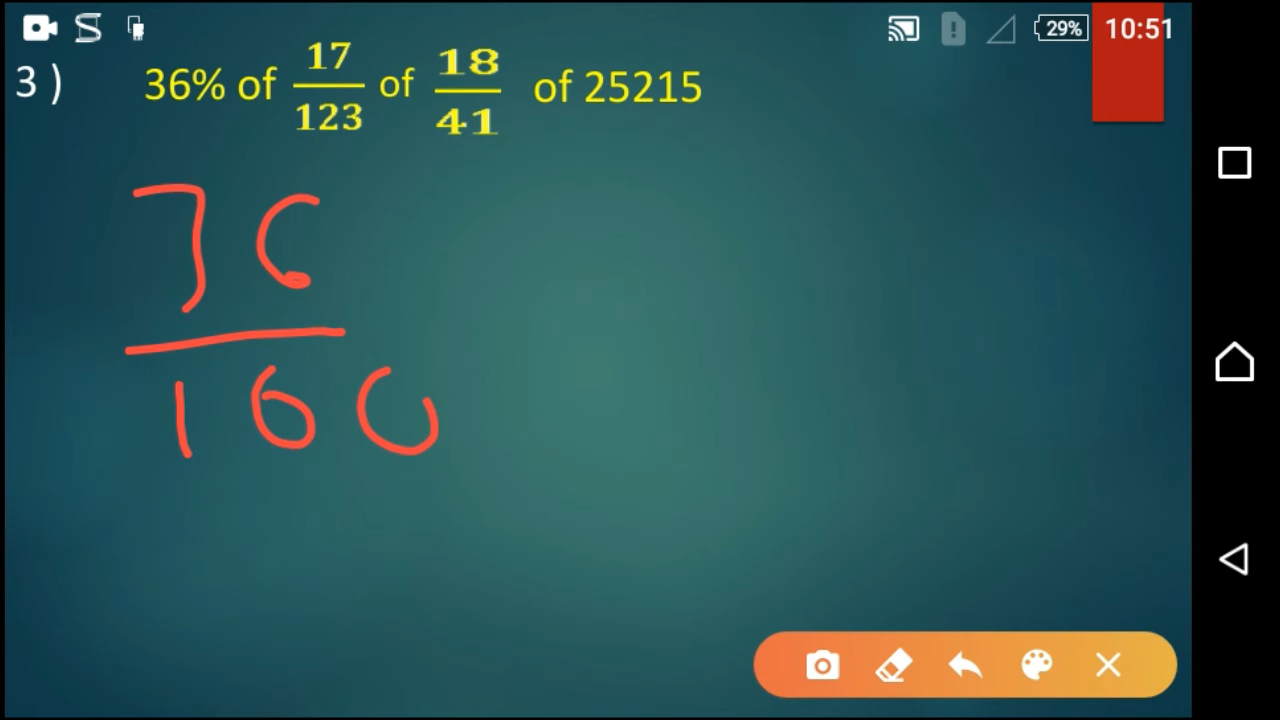 29% 10:51
3 ) 36% of 17/123 of 18/41 of 25215
36
100